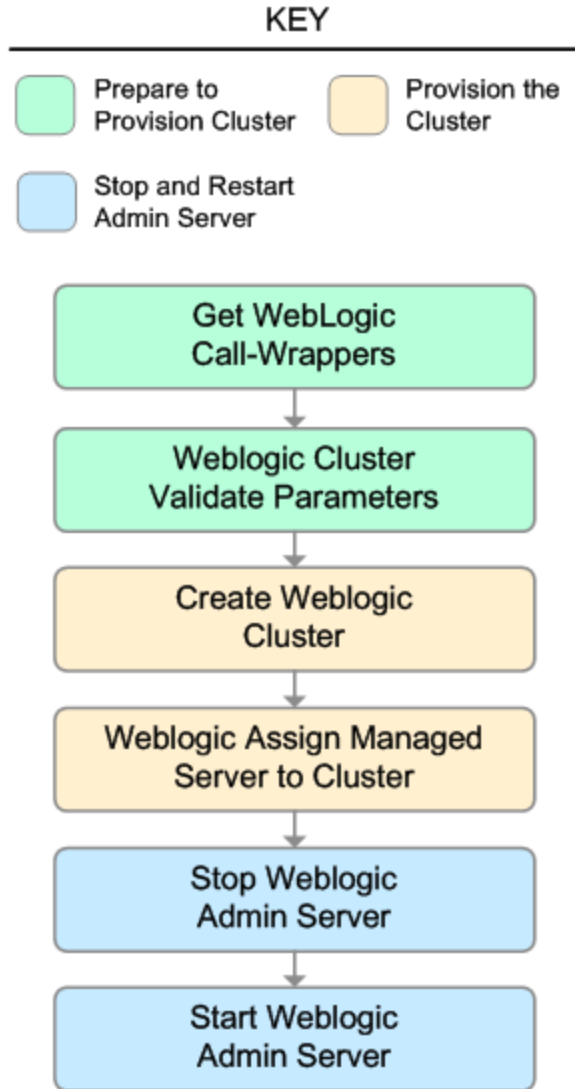 KEY
Prepare to
Provision Cluster
Provision the
Cluster
Stop and Restart
Admin Server
Get WebLogic
Call-Wrappers
Weblogic Cluster
Validate Parameters
Create Weblogic
Cluster
Weblogic Assign Managed
Server to Cluster
Stop Weblogic
Admin Server
Start Weblogic
Admin Server